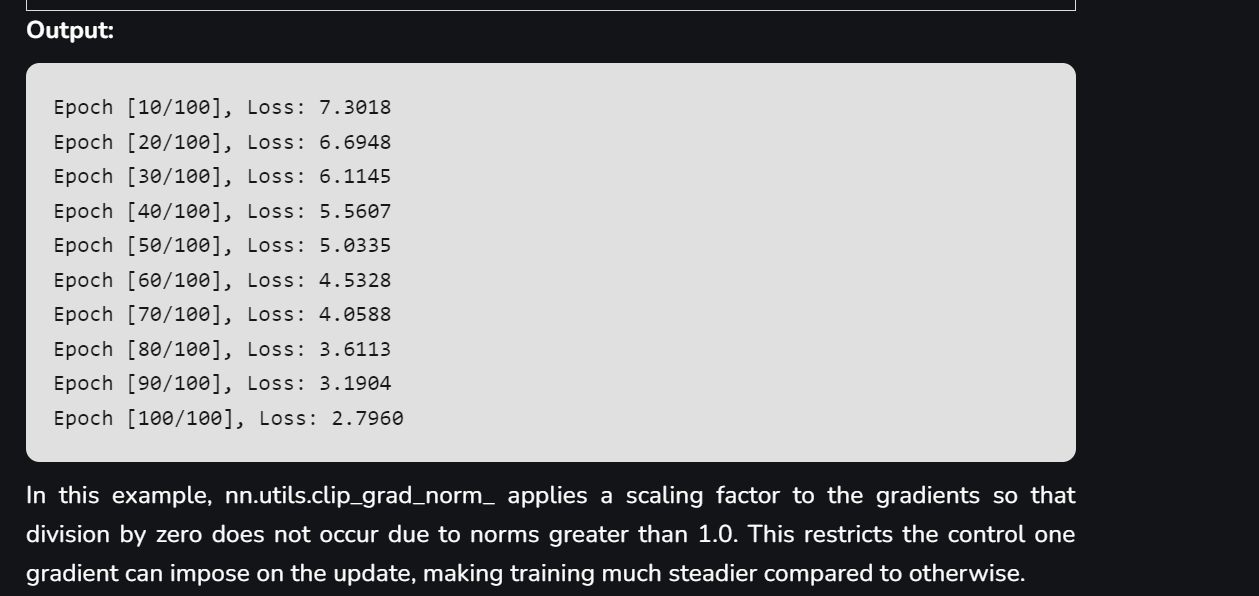 Output:
Epoch [10/100], Loss: 7.3018
Epoch [20/100], Loss: 6.6948
Epoch [30/100], Loss: 6.1145
Epoch [40/100], Loss: 5.5607
Epoch [50/100], Loss: 5.0335
Epoch [60/100], Loss: 4.5328
Epoch [70/100], Loss: 4.0588
Epoch [80/100], Loss: 3.6113
Epoch [90/100], Loss: 3.1904
Epoch [100/100], Loss: 2.7960
In this example, nn.utils.clip_grad_norm_ applies a scaling factor to the gradients so that
division by zero does not occur due to norms greater than 1.0. This restricts the control one
gradient can impose on the update, making training much steadier compared to otherwise.